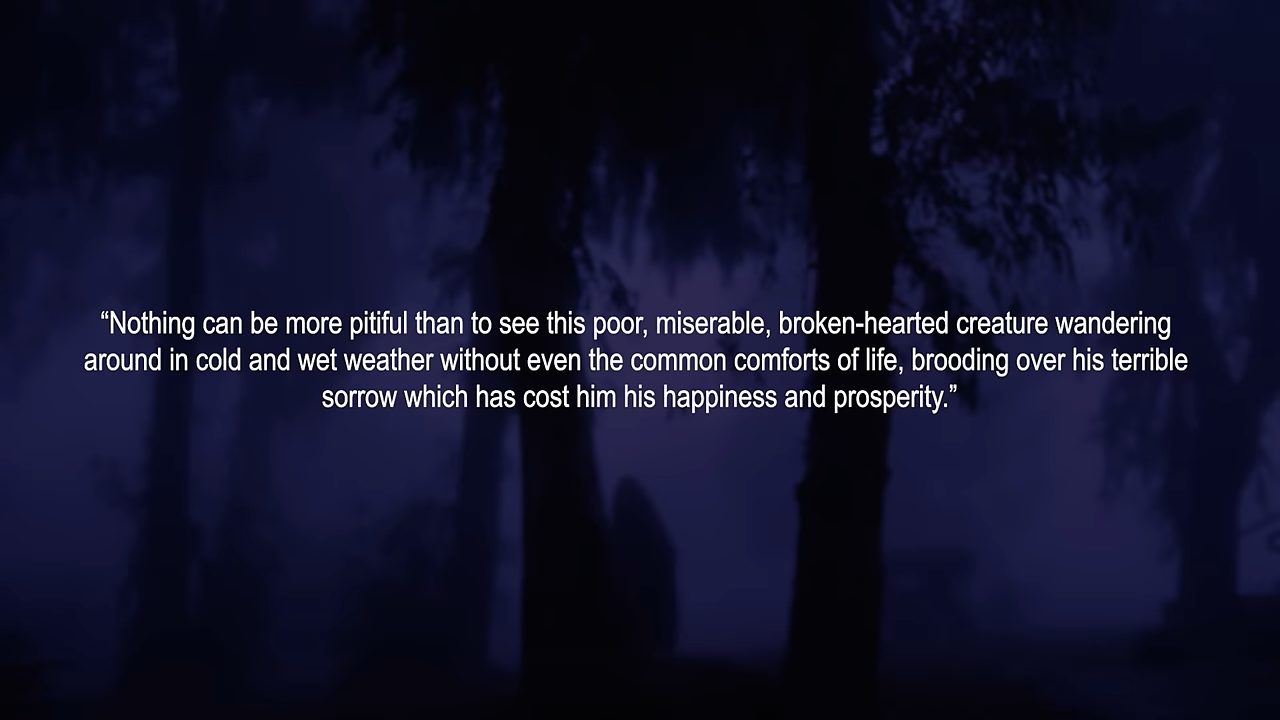 “Nothing can be more pitiful than to see this poor, miserable, broken-hearted creature wandering
around in cold and wet weather without even the common comforts of life, brooding over his terrible
sorrow which has cost him his happiness and prosperity.”